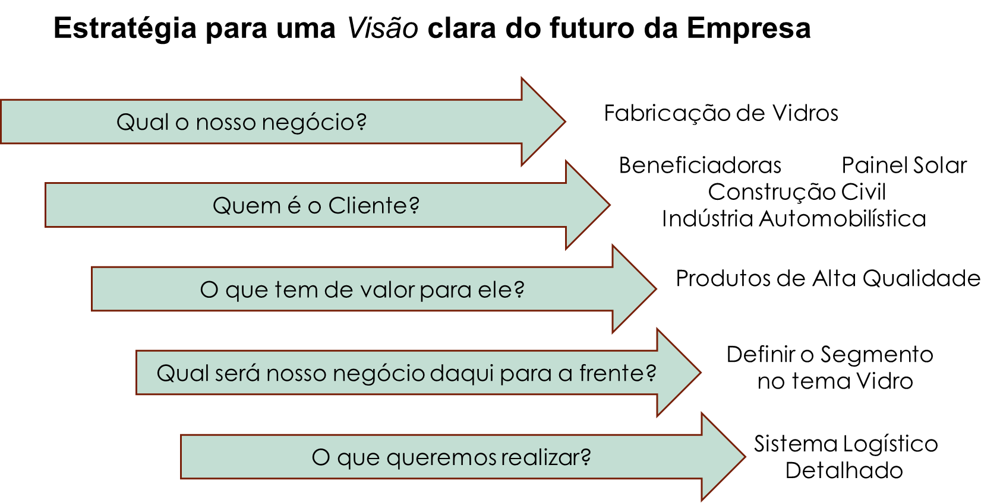 Estratégia para uma Visão clara do futuro da Empresa
Qual o nosso negócio?
Fabricação de Vidros
Quem é o Cliente?
Beneficiadoras Painel Solar
Construção Civil
Indústria Automobilística
O que tem de valor para ele?
Produtos de Alta Qualidade
Qual será nosso negócio daqui para a frente?
Definir o Segmento
no tema Vidro
O que queremos realizar?
Sistema Logístico
Detalhado